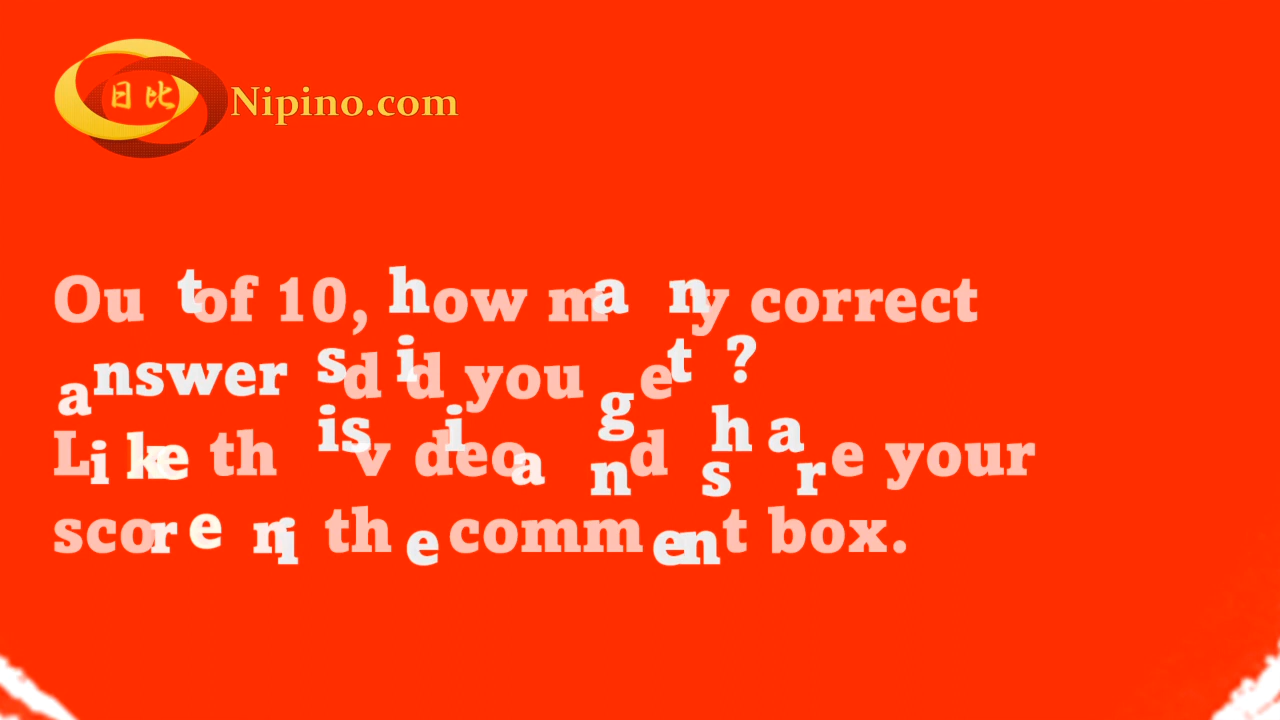 日比 Nipino.com
Out of 10, how many correct
answers did you get?
Like this video and share your
score in the comment box.